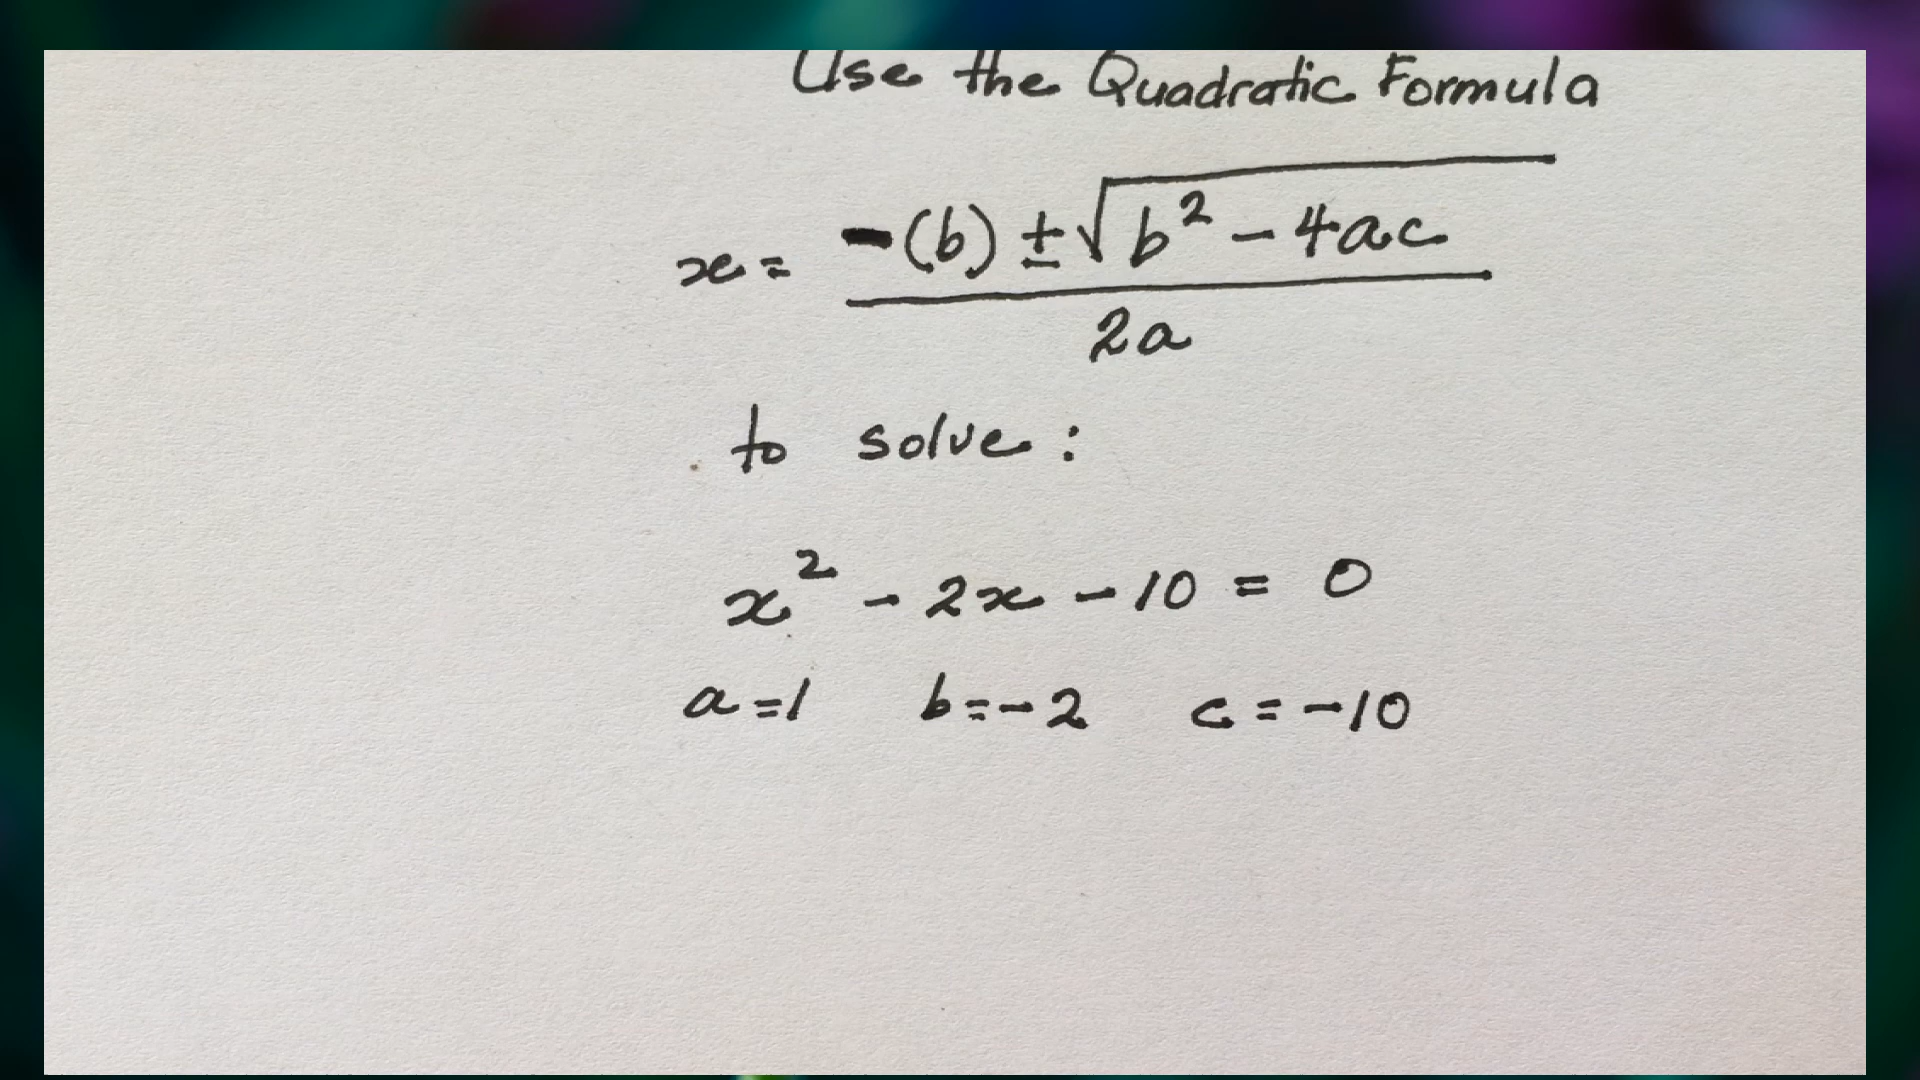 Use the Quadratic Formula
x = -(b) ± √b² - 4ac
2a
to solve :
x² - 2x - 10 = 0
a = 1 b = -2 c = -10